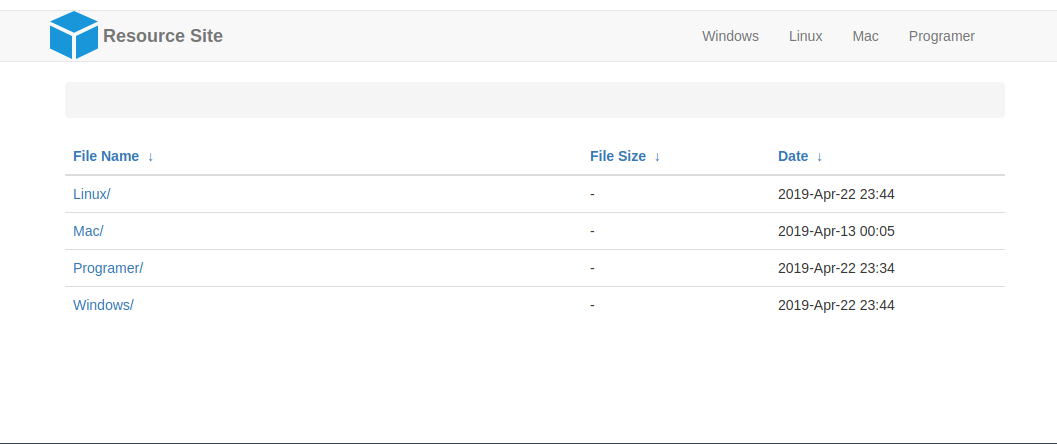 Resource Site Windows Linux Mac Programer
File Name ↓ File Size ↓ Date ↓
Linux/ - 2019-Apr-22 23:44
Mac/ - 2019-Apr-13 00:05
Programer/ - 2019-Apr-22 23:34
Windows/ - 2019-Apr-22 23:44